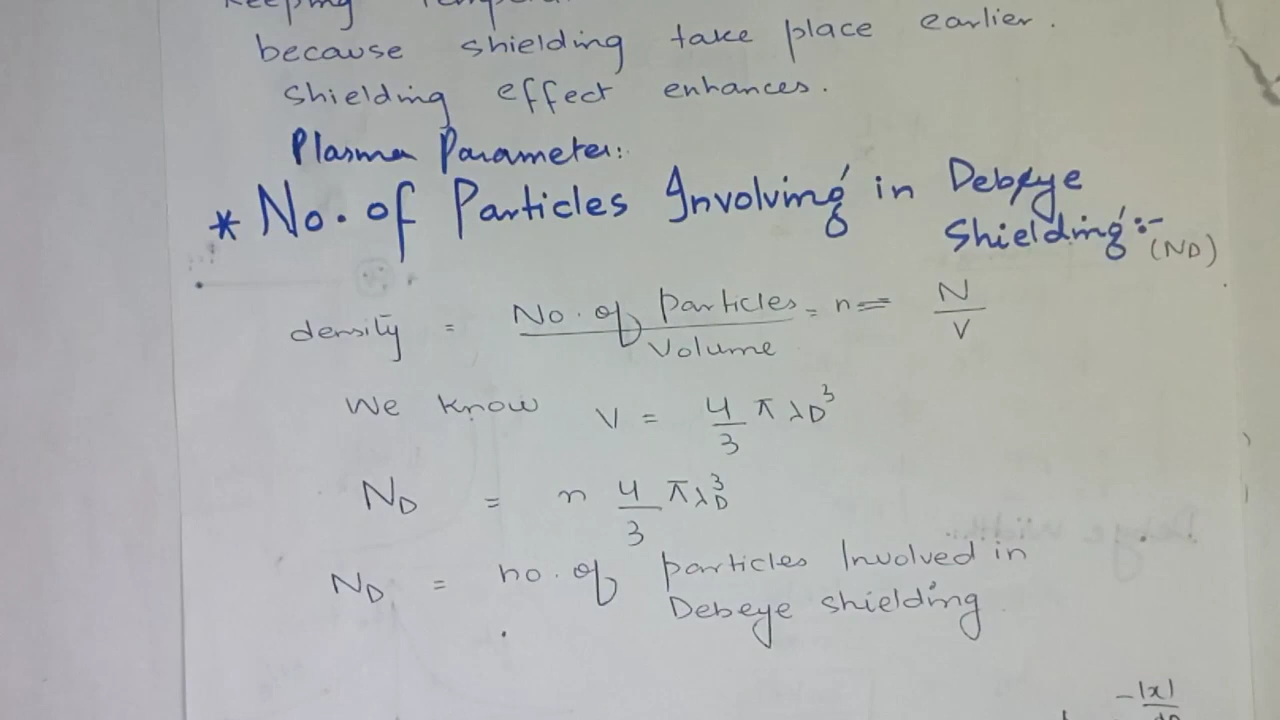 Keeping
because shielding take place earlier.
Shielding effect enhances.
Plasma Parameter:
* No. of Particles Involving in Debeye
Shielding:- (ND)
density = No. of particles / Volume = n = N / V
We know V = 4/3 π λD³
ND = n 4/3 π λD³
ND = no. of particles Involved in
Debeye shielding
-|x|